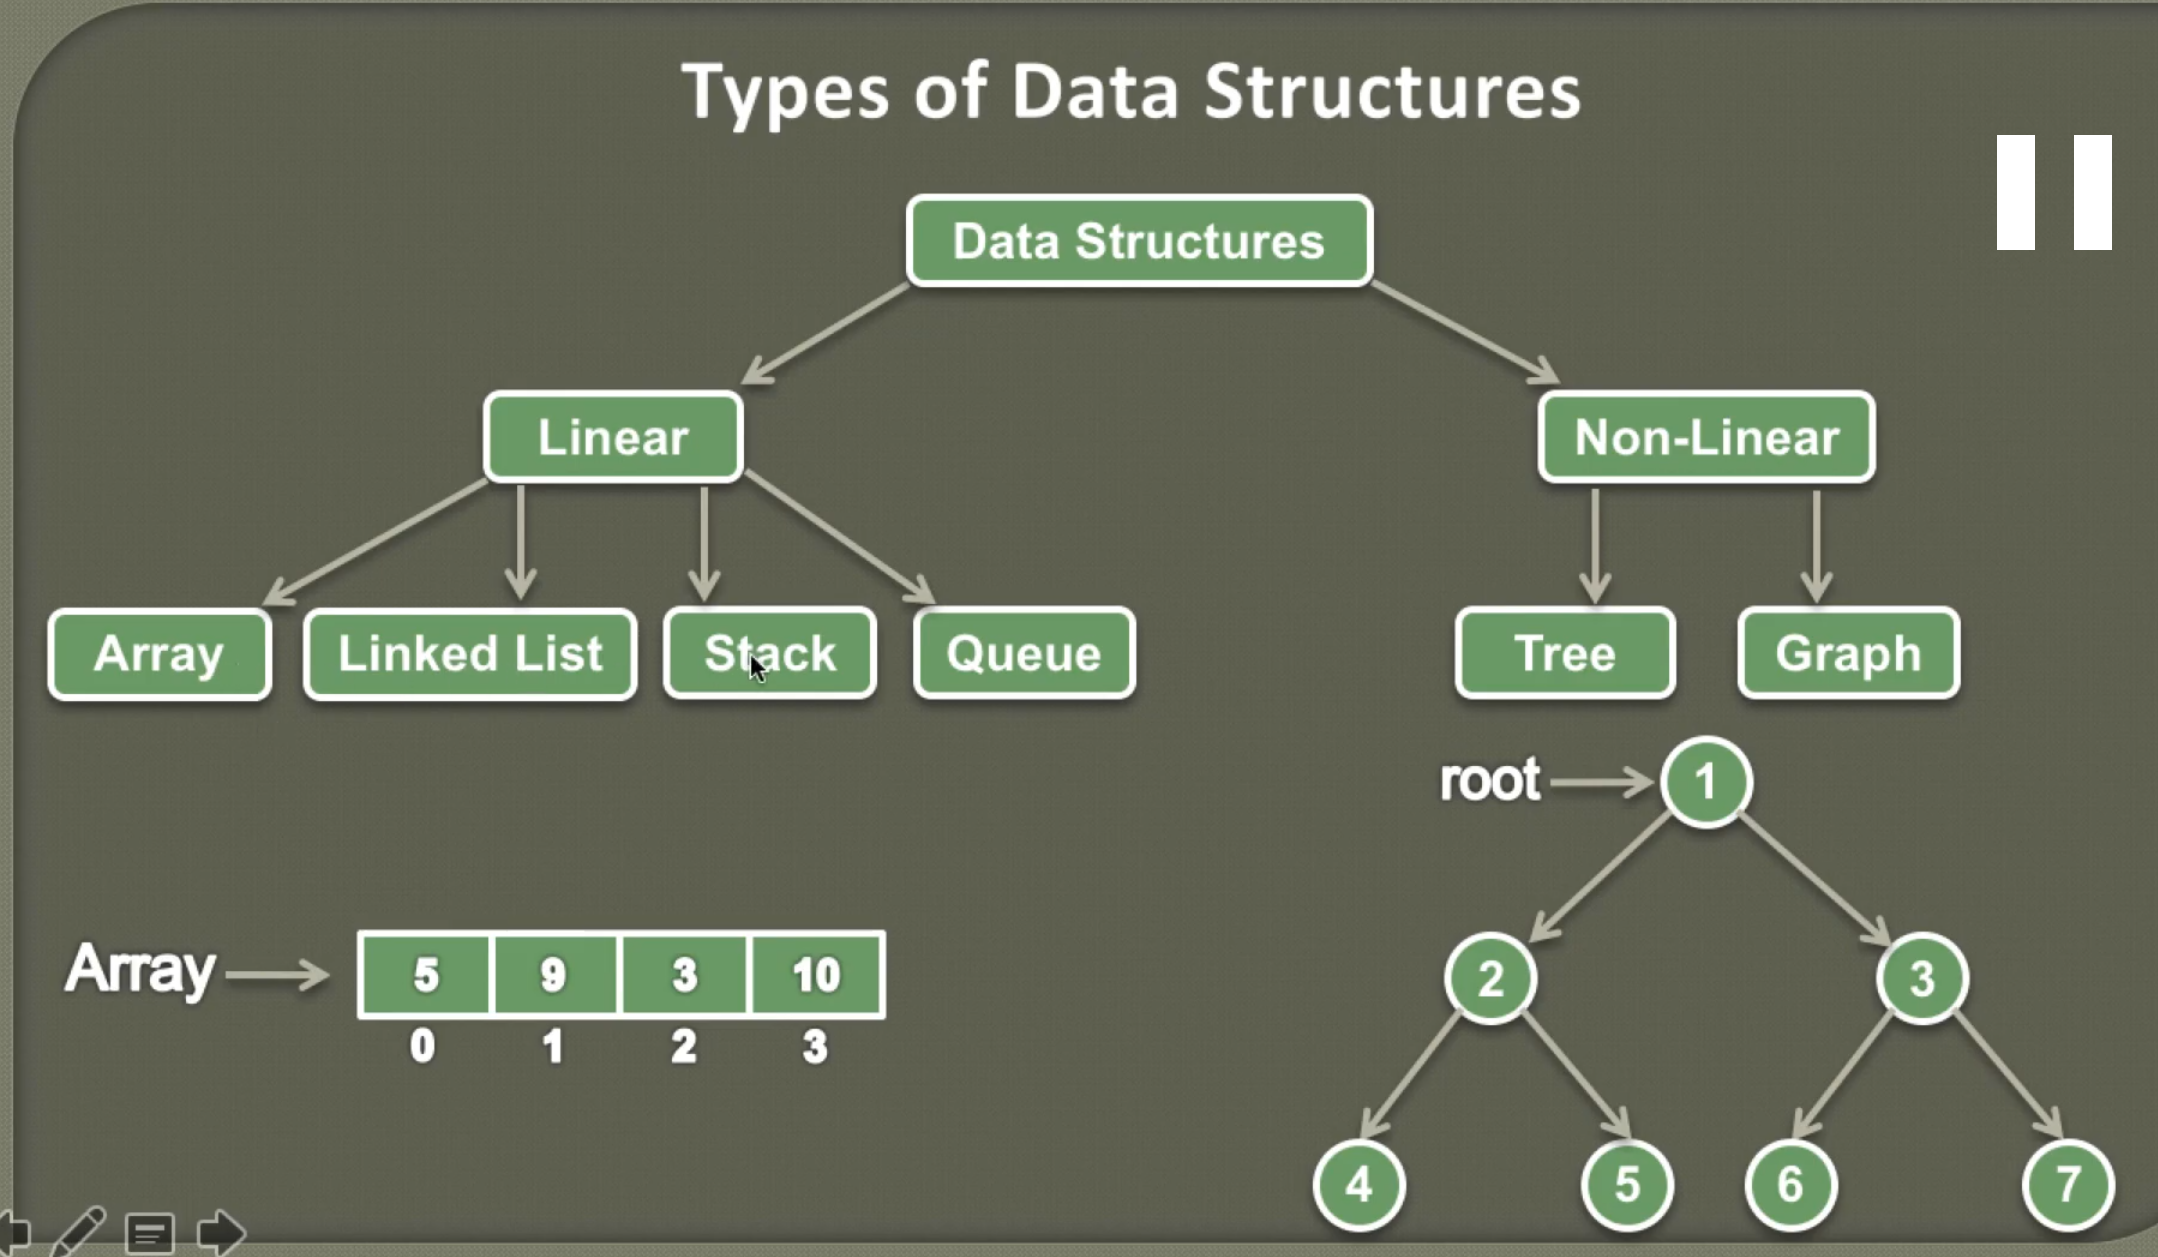 Types of Data Structures
Data Structures
Linear
Non-Linear
Array
Linked List
Stack
Queue
Tree
Graph
root
1
2
3
4
5
6
7
Array
5 9 3 10
0 1 2 3